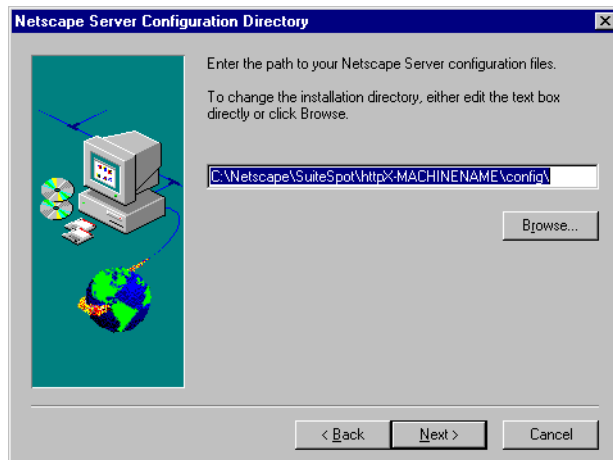 Netscape Server Configuration Directory
Enter the path to your Netscape Server configuration files.
To change the installation directory, either edit the text box
directly or click Browse.
C:\Netscape\SuiteSpot\httpX-MACHINENAME\config\
Browse...
< Back
Next >
Cancel